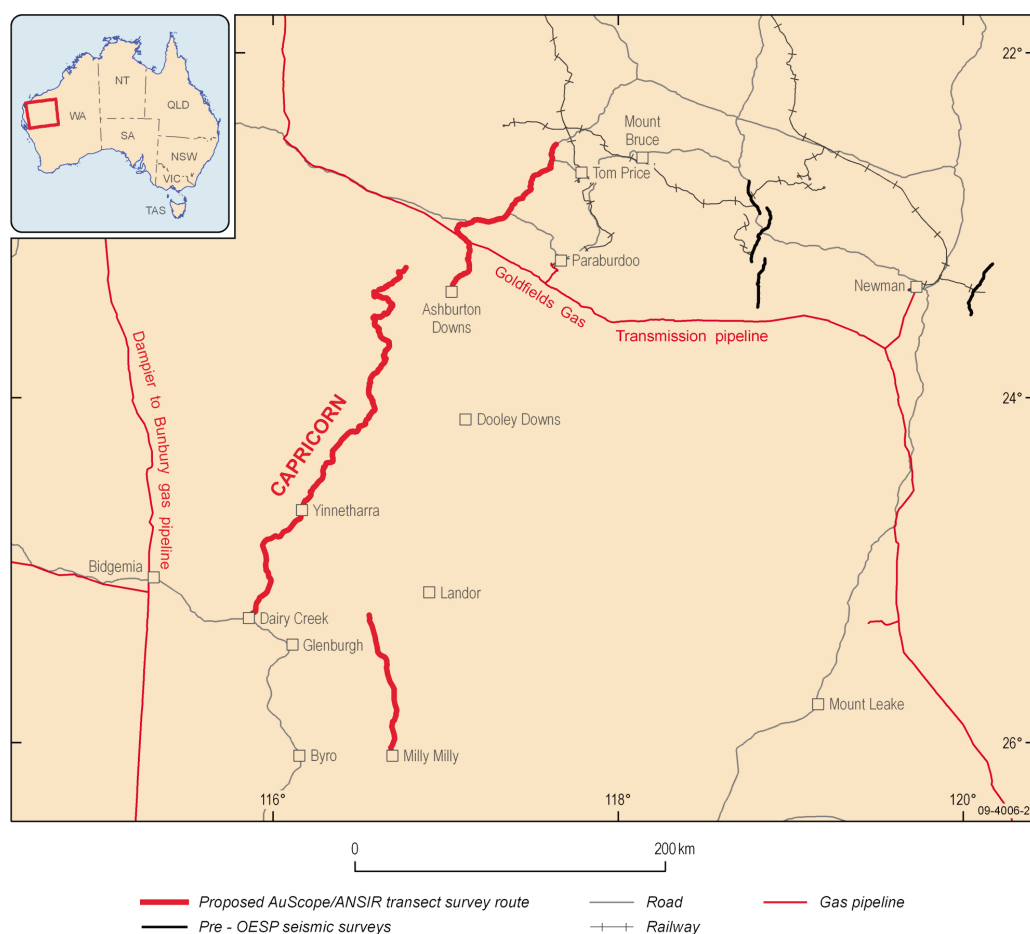 NT
QLD
WA
SA
NSW
VIC
TAS
22°
Mount
Bruce
Tom Price
Paraburdoo
Newman
Ashburton
Downs
Goldfields Gas
Transmission pipeline
24°
Dampier to Bunbury gas pipeline
CAPRICORN
Dooley Downs
Yinnetharra
Bidgemia
Landor
Dairy Creek
Glenburgh
Mount Leake
26°
Byro
Milly Milly
116°
118°
120°
09-4006-2
0
200 km
Proposed AuScope/ANSIR transect survey route
Road
Gas pipeline
Pre - OESP seismic surveys
Railway